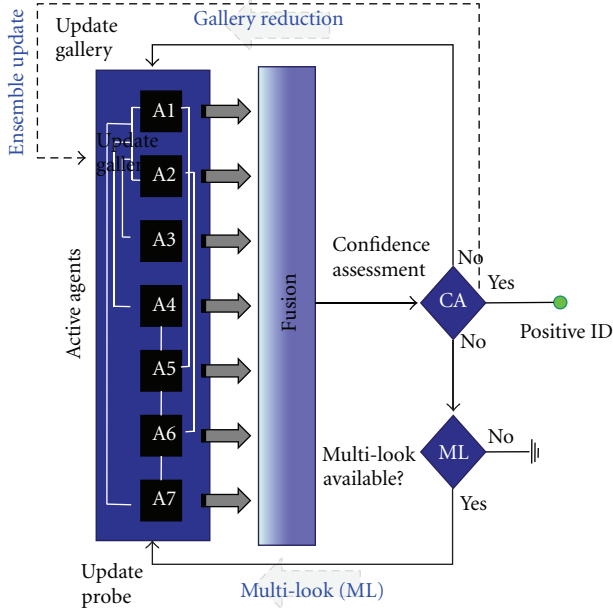 Gallery reduction
Update
gallery
Ensemble update
A1
Update
gallery
A2
A3
A4
A5
A6
A7
Active agents
Fusion
Confidence
assessment
No
Yes
CA
No
Positive ID
Multi-look
available?
ML
No
Yes
Update
probe
Multi-look (ML)